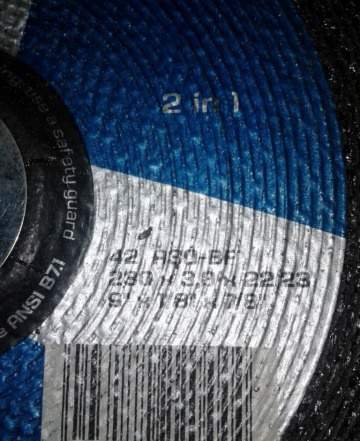 2 in 1
42 A30-BF
230 x 3,2 x 22,23
9" x 1/8" x 7/8"
safety guard
ANSI B7.1